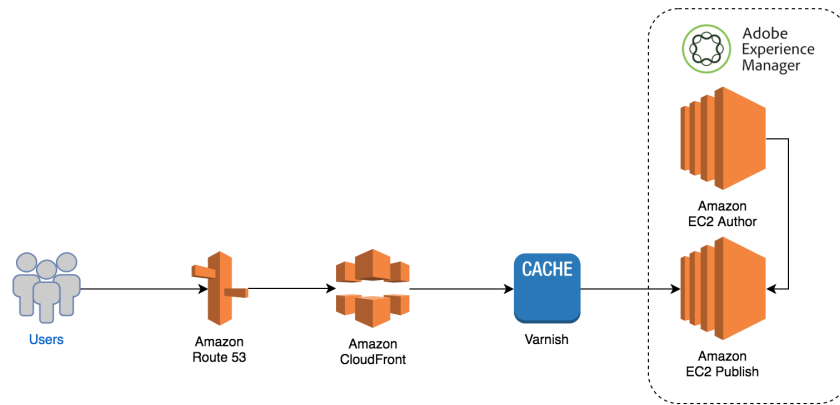 Adobe
Experience
Manager
Amazon
EC2 Author
CACHE
Users
Amazon
Route 53
Amazon
CloudFront
Varnish
Amazon
EC2 Publish